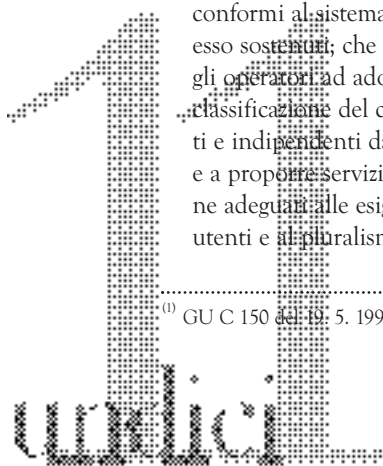 conformi al sistema
esso sostenuti; che
gli operatori ad ado
classificazione del c
ti e indipendenti da
e a proporre servizi
ne adeguati alle esig
utenti e al pluralism
(1) GU C 150 del 19. 5. 199
11
undici